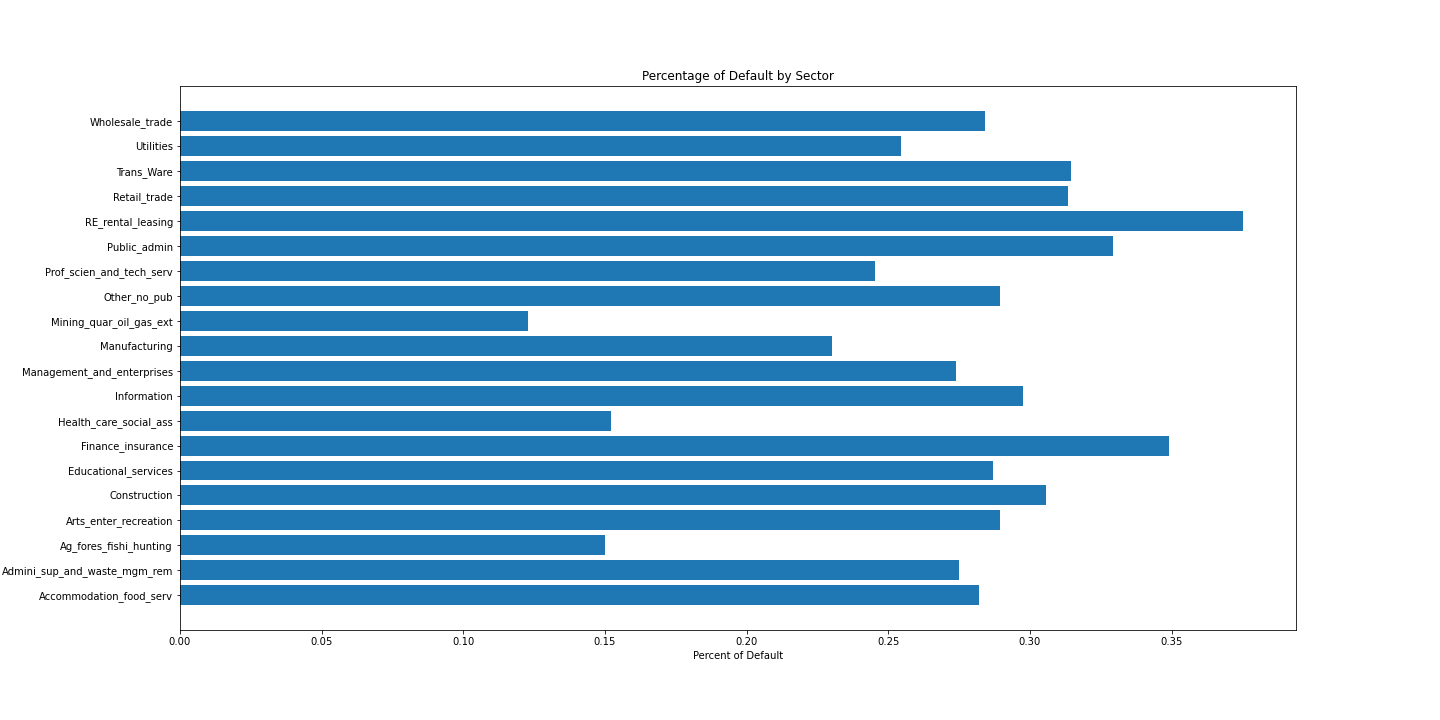 Percentage of Default by Sector
Wholesale_trade
Utilities
Trans_Ware
Retail_trade
RE_rental_leasing
Public_admin
Prof_scien_and_tech_serv
Other_no_pub
Mining_quar_oil_gas_ext
Manufacturing
Management_and_enterprises
Information
Health_care_social_ass
Finance_insurance
Educational_services
Construction
Arts_enter_recreation
Ag_fores_fishi_hunting
Admini_sup_and_waste_mgm_rem
Accommodation_food_serv
0.00 0.05 0.10 0.15 0.20 0.25 0.30 0.35
Percent of Default